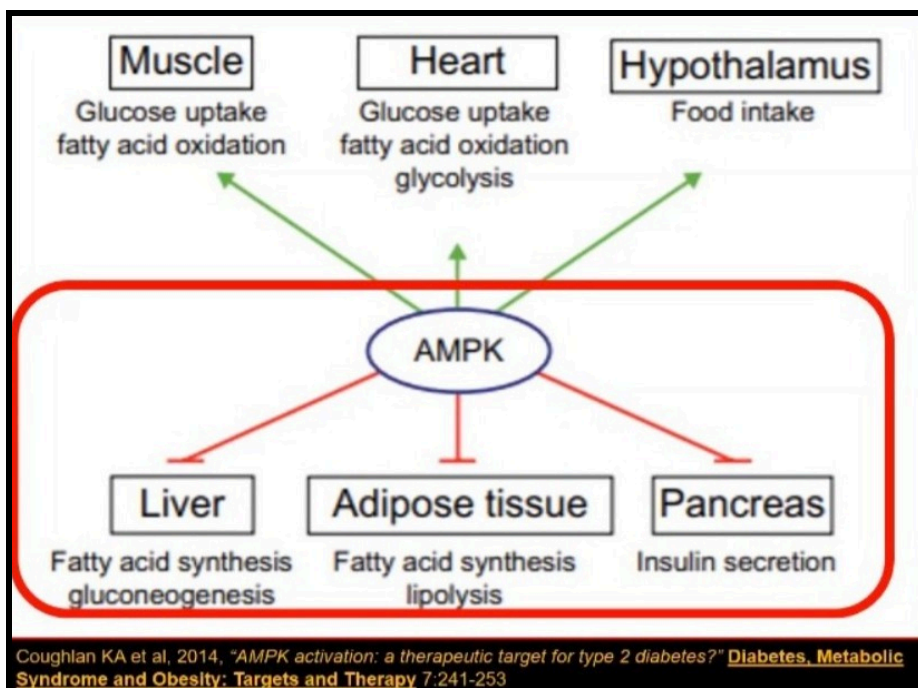 Muscle
Heart
Hypothalamus
Glucose uptake
fatty acid oxidation
Glucose uptake
fatty acid oxidation
glycolysis
Food intake
AMPK
Liver
Adipose tissue
Pancreas
Fatty acid synthesis
gluconeogenesis
Fatty acid synthesis
lipolysis
Insulin secretion
Coughlan KA et al, 2014, "AMPK activation: a therapeutic target for type 2 diabetes?" Diabetes, Metabolic
Syndrome and Obesity: Targets and Therapy 7:241-253